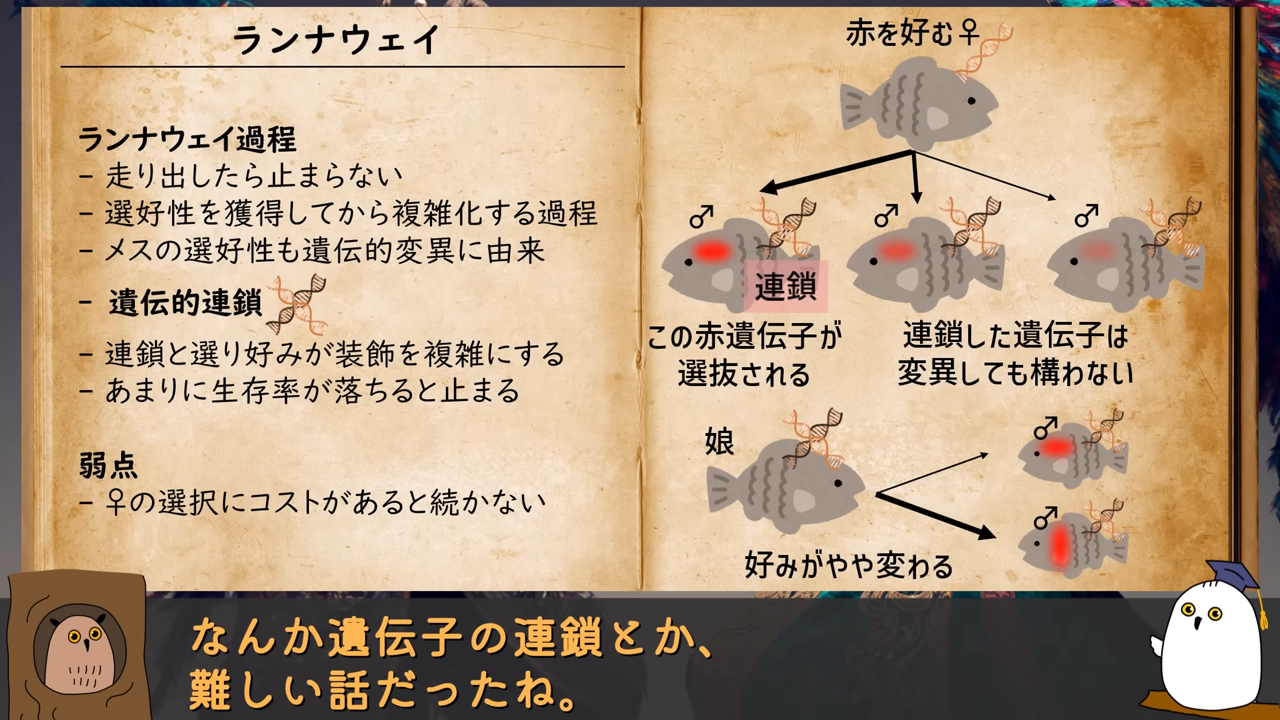 ランナウェイ
ランナウェイ過程
- 走り出したら止まらない
- 選好性を獲得してから複雑化する過程
- メスの選好性も遺伝的変異に由来
- 遺伝的連鎖
- 連鎖と選り好みが装飾を複雑にする
- あまりに生存率が落ちると止まる
弱点
- ♀の選択にコストがあると続かない
赤を好む♀
♂
♂
♂
連鎖
この赤遺伝子が
選抜される
連鎖した遺伝子は
変異しても構わない
娘
♂
♂
好みがやや変わる
なんか遺伝子の連鎖とか、
難しい話だったね。